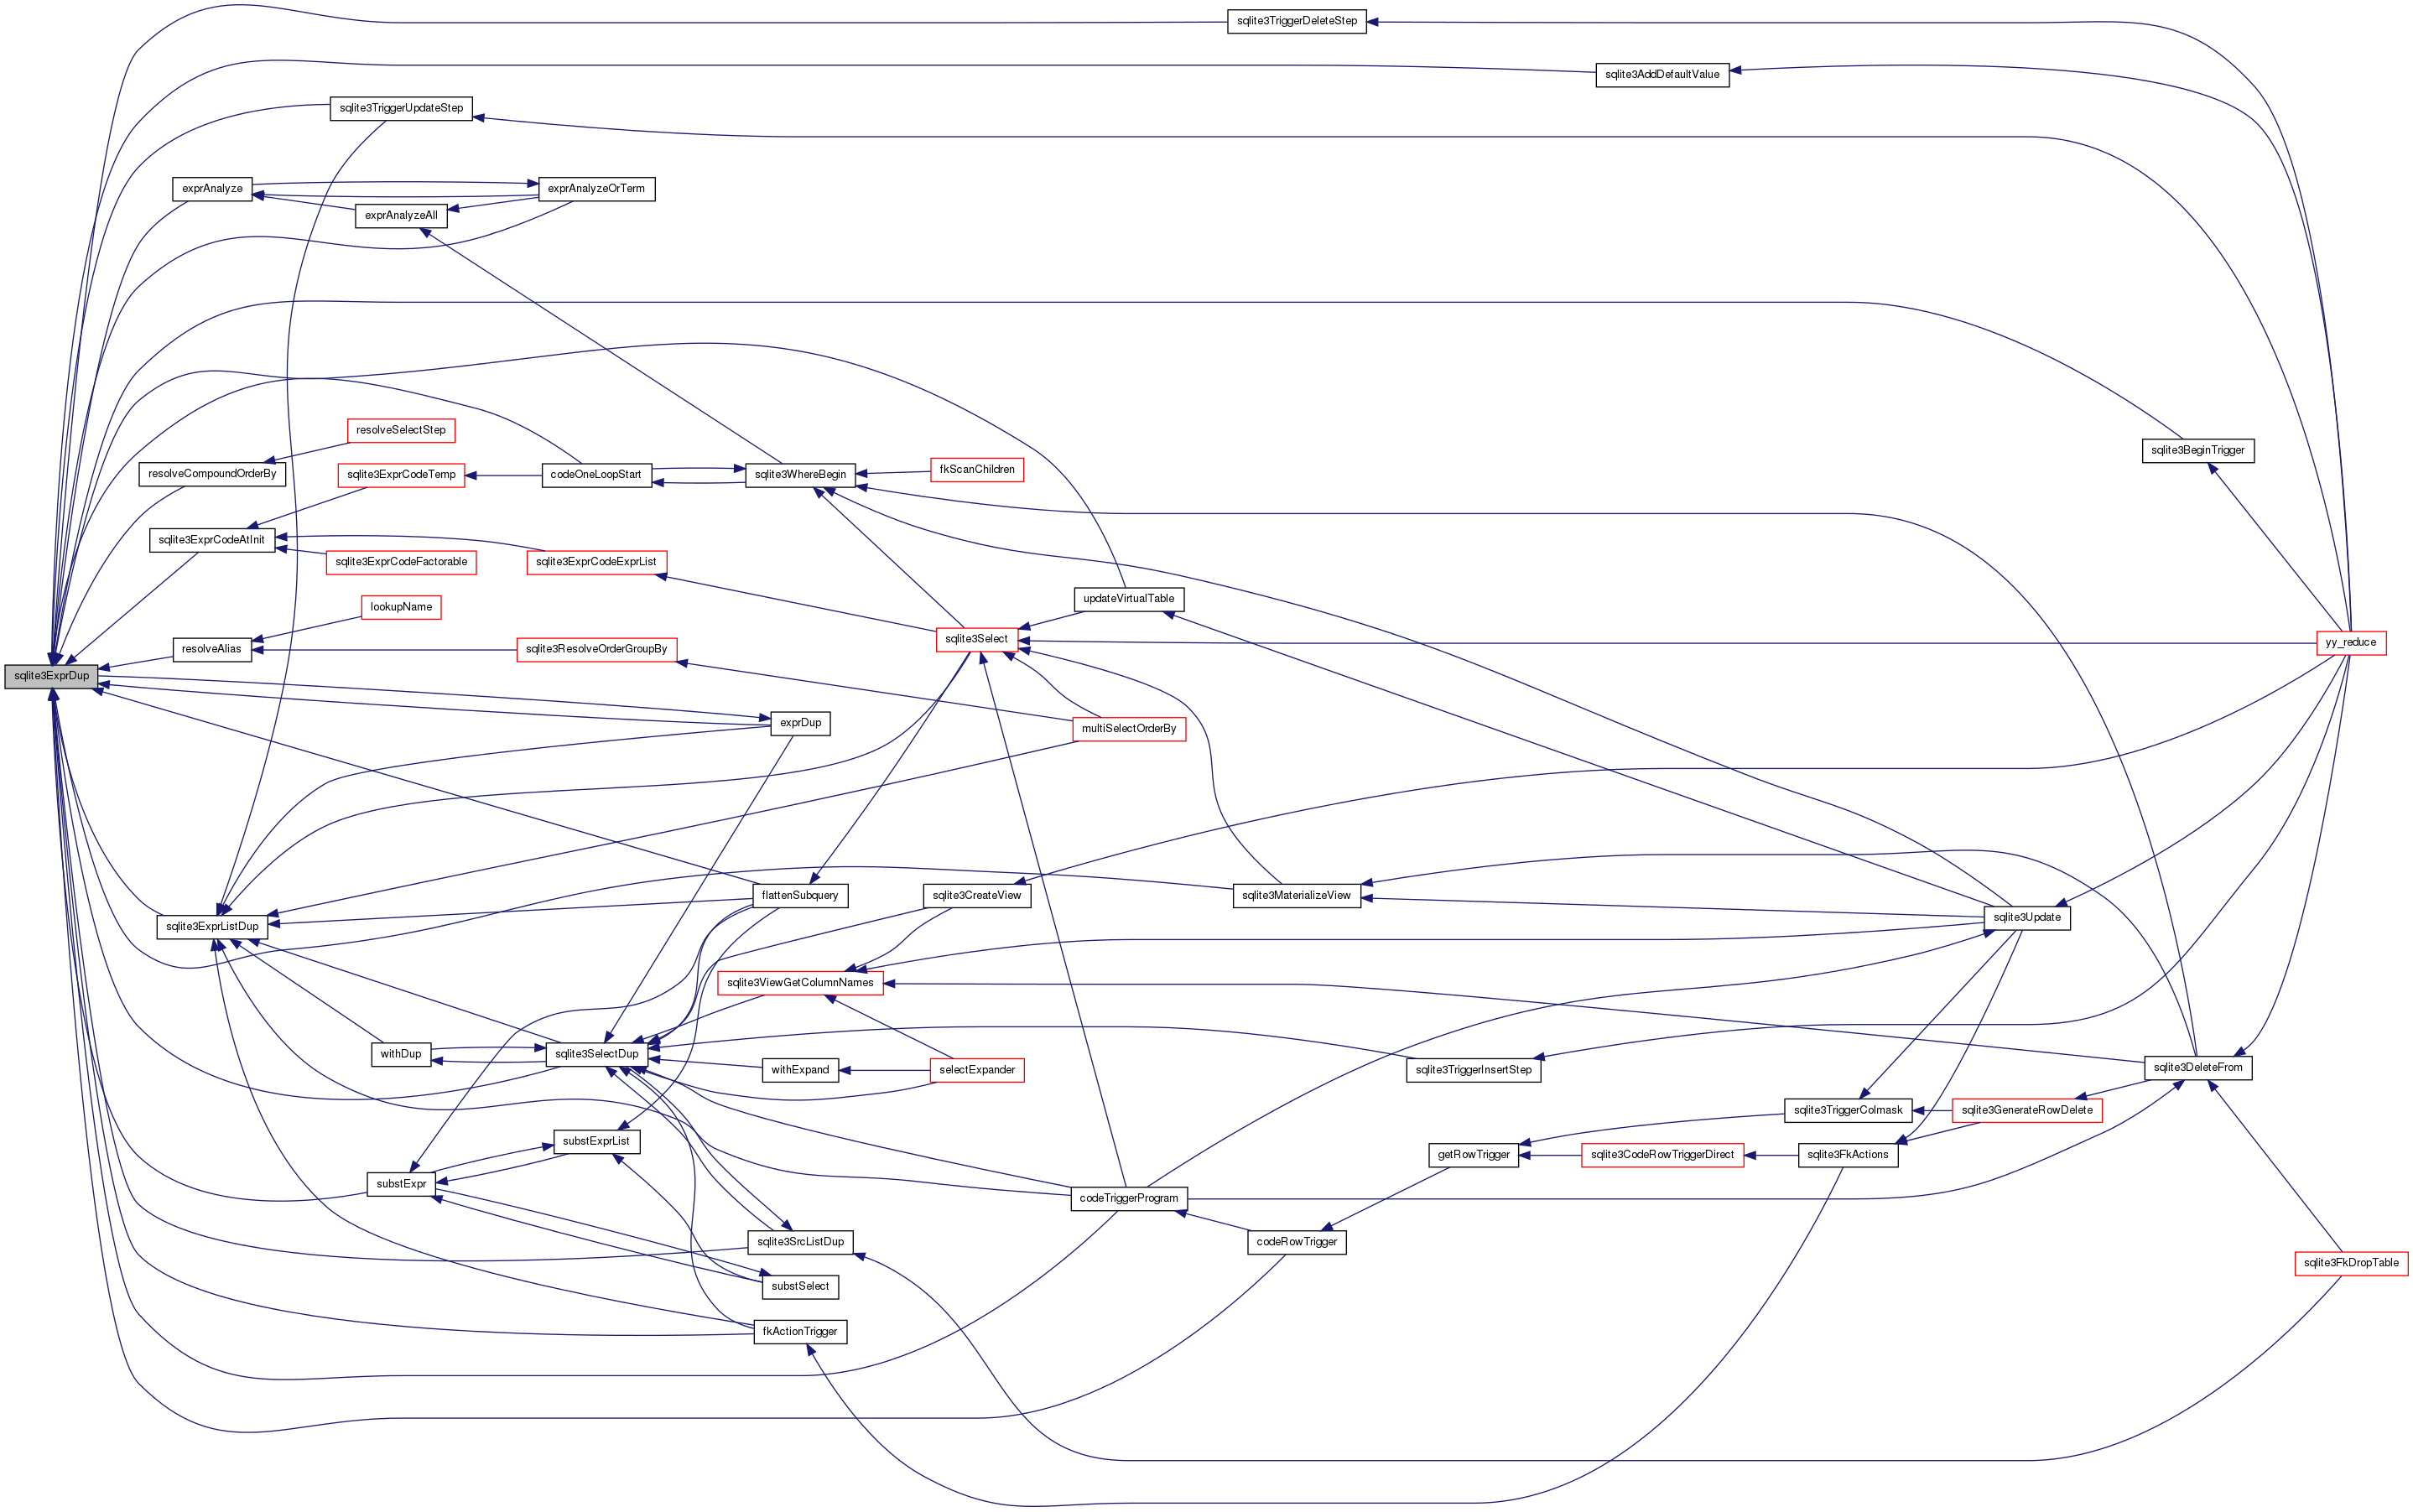 sqlite3TriggerDeleteStep
sqlite3AddDefaultValue
sqlite3TriggerUpdateStep
exprAnalyze
exprAnalyzeOrTerm
exprAnalyzeAll
resolveSelectStep
sqlite3BeginTrigger
resolveCompoundOrderBy
sqlite3ExprCodeTemp
codeOneLoopStart
sqlite3WhereBegin
fkScanChildren
sqlite3ExprCodeAtInit
sqlite3ExprCodeFactorable
sqlite3ExprCodeExprList
updateVirtualTable
lookupName
resolveAlias
sqlite3ResolveOrderGroupBy
sqlite3Select
yy_reduce
sqlite3ExprDup
exprDup
multiSelectOrderBy
sqlite3ExprListDup
flattenSubquery
sqlite3CreateView
sqlite3MaterializeView
sqlite3Update
sqlite3ViewGetColumnNames
withDup
sqlite3SelectDup
withExpand
selectExpander
sqlite3TriggerInsertStep
sqlite3DeleteFrom
sqlite3TriggerColmask
sqlite3GenerateRowDelete
substExprList
getRowTrigger
sqlite3CodeRowTriggerDirect
sqlite3FkActions
substExpr
codeTriggerProgram
sqlite3SrcListDup
codeRowTrigger
sqlite3FkDropTable
substSelect
fkActionTrigger